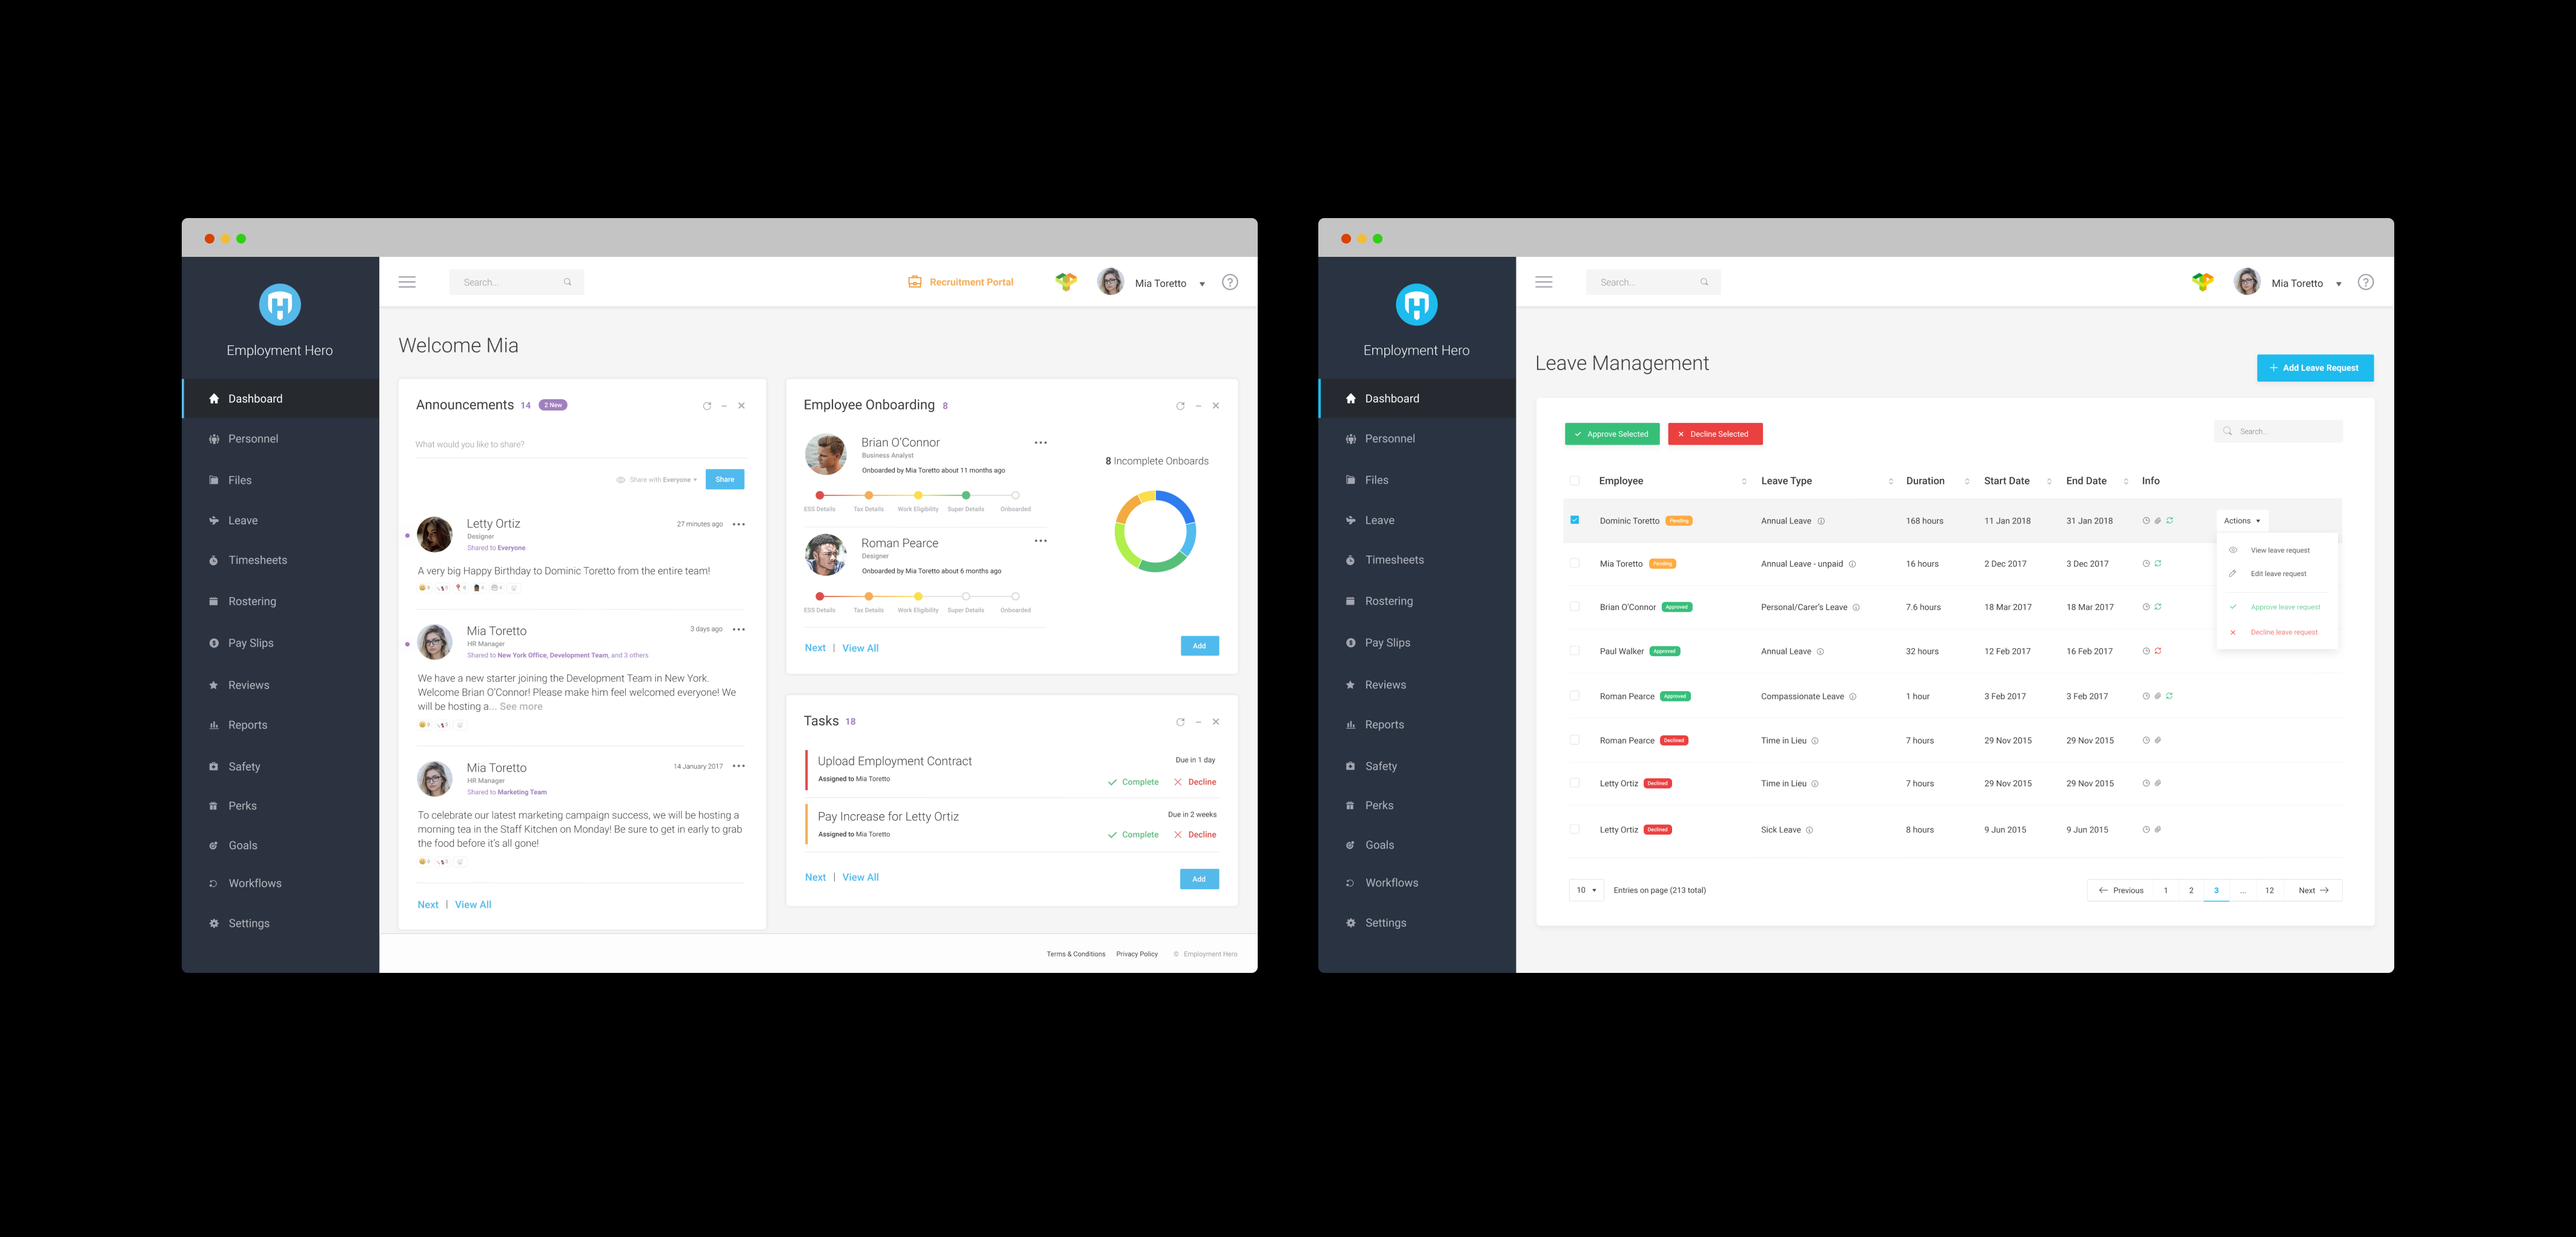 Employment Hero
Dashboard
Personnel
Files
Leave
Timesheets
Rostering
Pay Slips
Reviews
Reports
Safety
Perks
Goals
Workflows
Settings
Search...
Recruitment Portal
Mia Toretto
?
Welcome Mia
Announcements 14 2 New
What would you like to share?
Share with Everyone
Share
Letty Ortiz
27 minutes ago
Designer
Shared to Everyone
A very big Happy Birthday to Dominic Toretto from the entire team!
Mia Toretto
3 days ago
HR Manager
Shared to New York Office, Development Team, and 3 others
We have a new starter joining the Development Team in New York.
Welcome Brian O'Connor! Please make him feel welcomed everyone! We
will be hosting a... See more
Mia Toretto
14 January 2017
HR Manager
Shared to Marketing Team
To celebrate our latest marketing campaign success, we will be hosting a
morning tea in the Staff Kitchen on Monday! Be sure to get in early to grab
the food before it's all gone!
Next | View All
Employee Onboarding 8
Brian O'Connor
Business Analyst
Onboarded by Mia Toretto about 11 months ago
ESS Details Tax Details Work Eligibility Super Details Onboarded
Roman Pearce
Designer
Onboarded by Mia Toretto about 6 months ago
ESS Details Tax Details Work Eligibility Super Details Onboarded
8 Incomplete Onboards
Next | View All
Add
Tasks 18
Upload Employment Contract
Due in 1 day
Assigned to Mia Toretto
Complete Decline
Pay Increase for Letty Ortiz
Due in 2 weeks
Assigned to Mia Toretto
Complete Decline
Next | View All
Add
Terms & Conditions Privacy Policy © Employment Hero
Employment Hero
Dashboard
Personnel
Files
Leave
Timesheets
Rostering
Pay Slips
Reviews
Reports
Safety
Perks
Goals
Workflows
Settings
Search...
Mia Toretto
?
Leave Management
+ Add Leave Request
Approve Selected
Decline Selected
Search...
Employee Leave Type Duration Start Date End Date Info
Dominic Toretto Pending Annual Leave 168 hours 11 Jan 2018 31 Jan 2018 Actions
Mia Toretto Pending Annual Leave - unpaid 16 hours 2 Dec 2017 3 Dec 2017
Brian O'Connor Approved Personal/Carer's Leave 7.6 hours 18 Mar 2017 18 Mar 2017
Paul Walker Approved Annual Leave 32 hours 12 Feb 2017 16 Feb 2017
Roman Pearce Approved Compassionate Leave 1 hour 3 Feb 2017 3 Feb 2017
Roman Pearce Declined Time in Lieu 7 hours 29 Nov 2015 29 Nov 2015
Letty Ortiz Declined Time in Lieu 7 hours 29 Nov 2015 29 Nov 2015
Letty Ortiz Declined Sick Leave 8 hours 9 Jun 2015 9 Jun 2015
View leave request
Edit leave request
Approve leave request
Decline leave request
10 Entries on page (213 total)
← Previous 1 2 3 ... 12 Next →